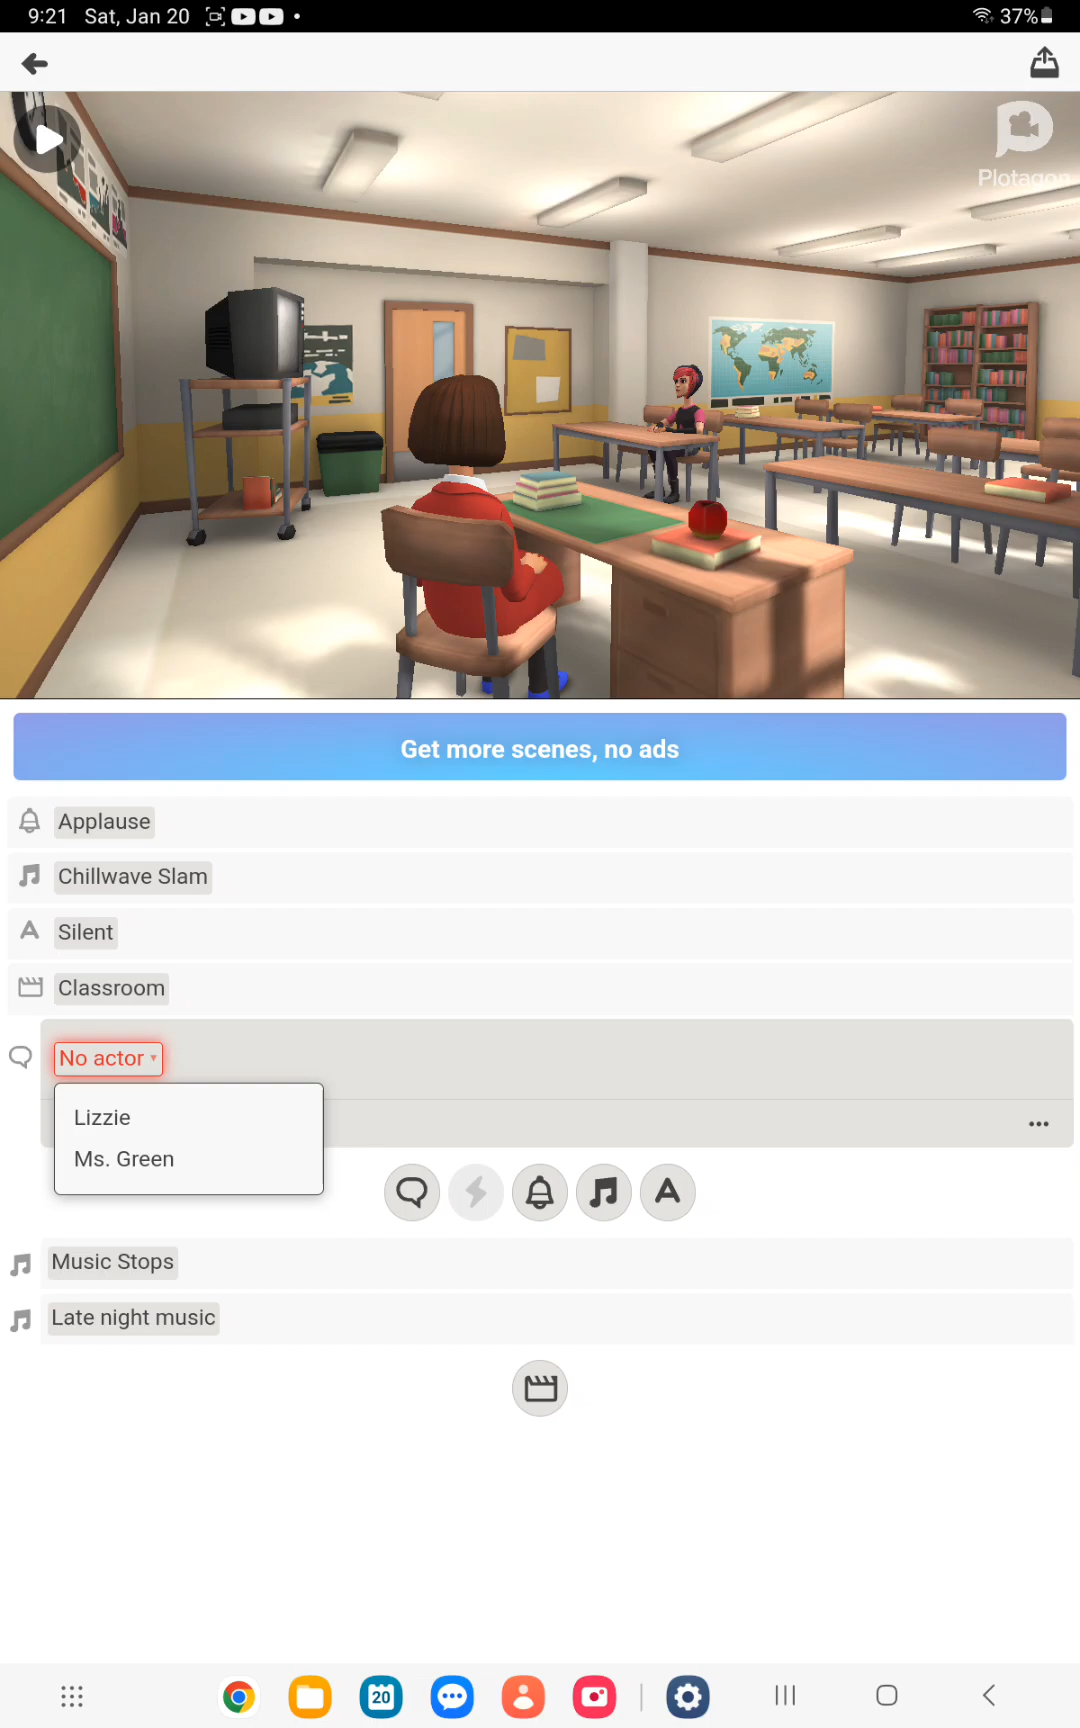 9:21 Sat, Jan 20
37%
Plotagon
Get more scenes, no ads
Applause
Chillwave Slam
Silent
Classroom
No actor
Lizzie
Ms. Green
Music Stops
Late night music
20